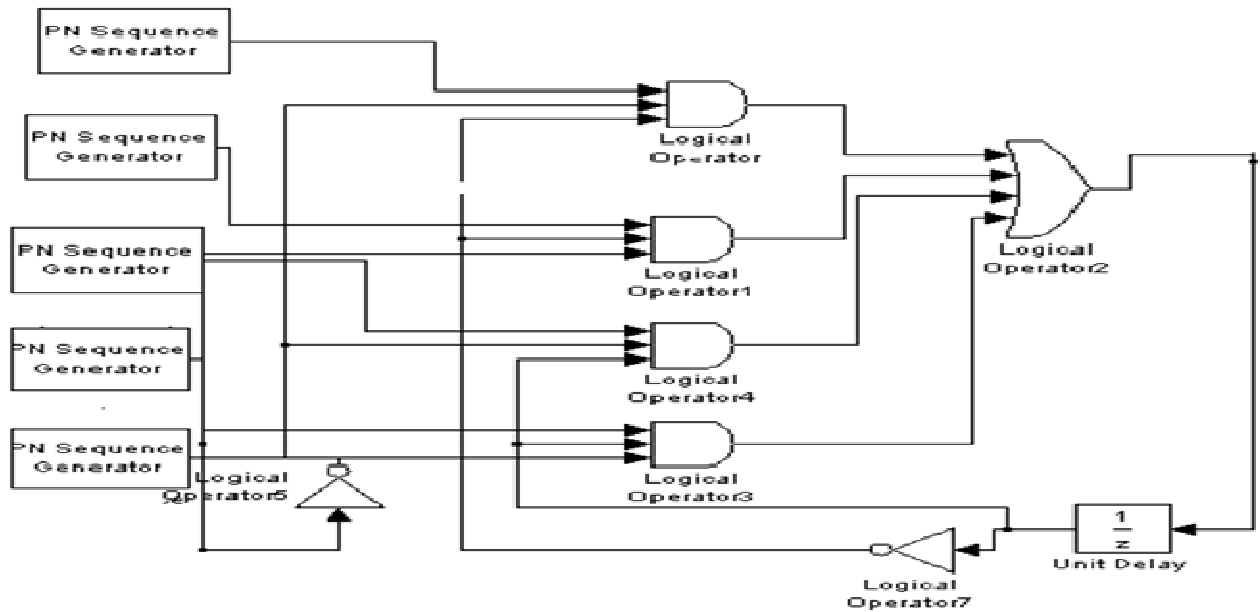 PN Sequence
Generator
PN Sequence
Generator
PN Sequence
Generator
PN Sequence
Generator
PN Sequence
Generator
Logical
Operator
Logical
Operator1
Logical
Operator2
Logical
Operator4
Logical
Operator3
Logical
Operator5
1
z
Unit Delay
Logical
Operator7